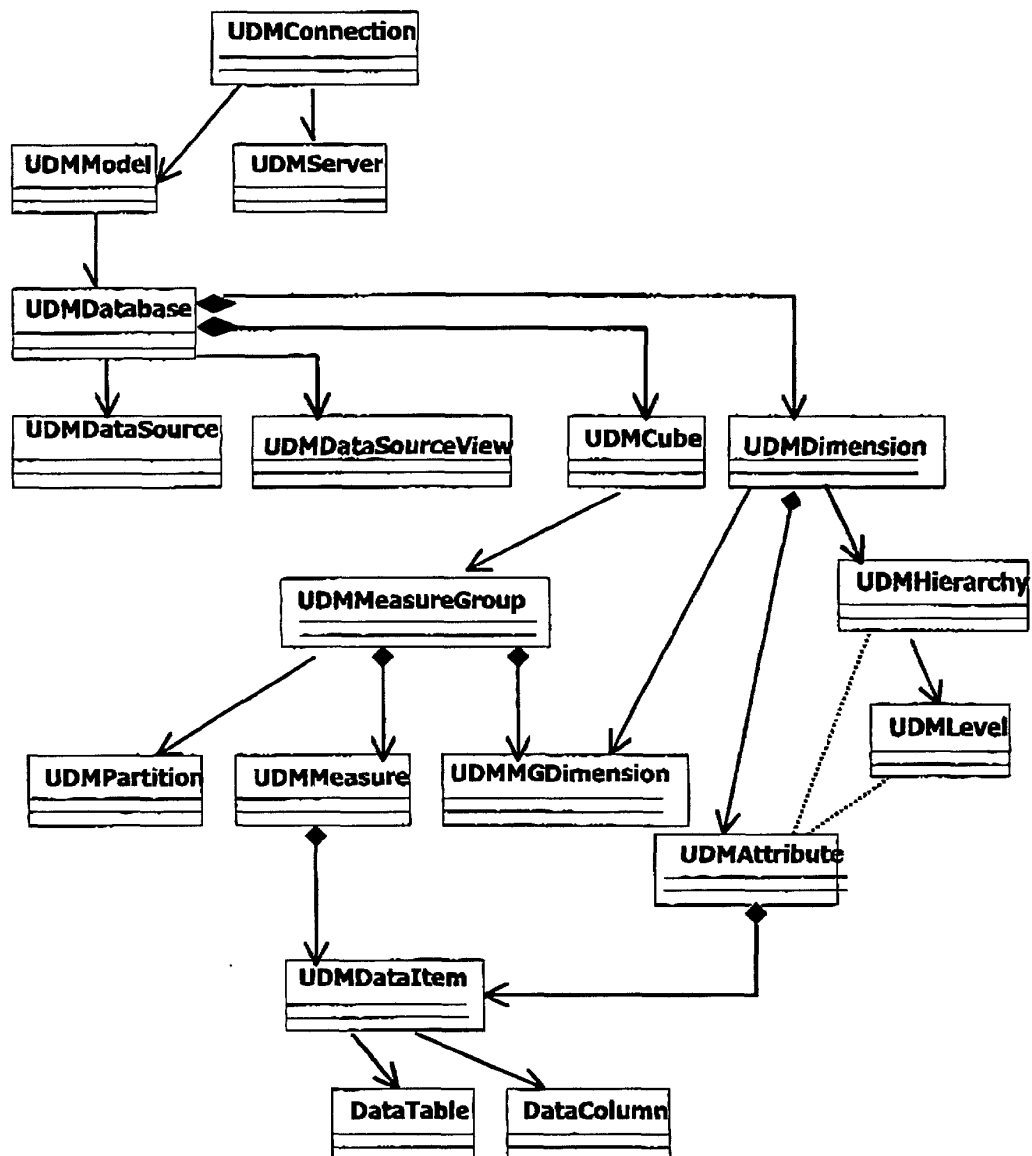 UDMConnection
UDMModel
UDMServer
UDMDatabase
UDMDataSource
UDMDataSourceView
UDMCube
UDMDimension
UDMHierarchy
UDMMeasureGroup
UDMLevel
UDMPartition
UDMMeasure
UDMMGDimension
UDMAttribute
UDMDataItem
DataTable
DataColumn